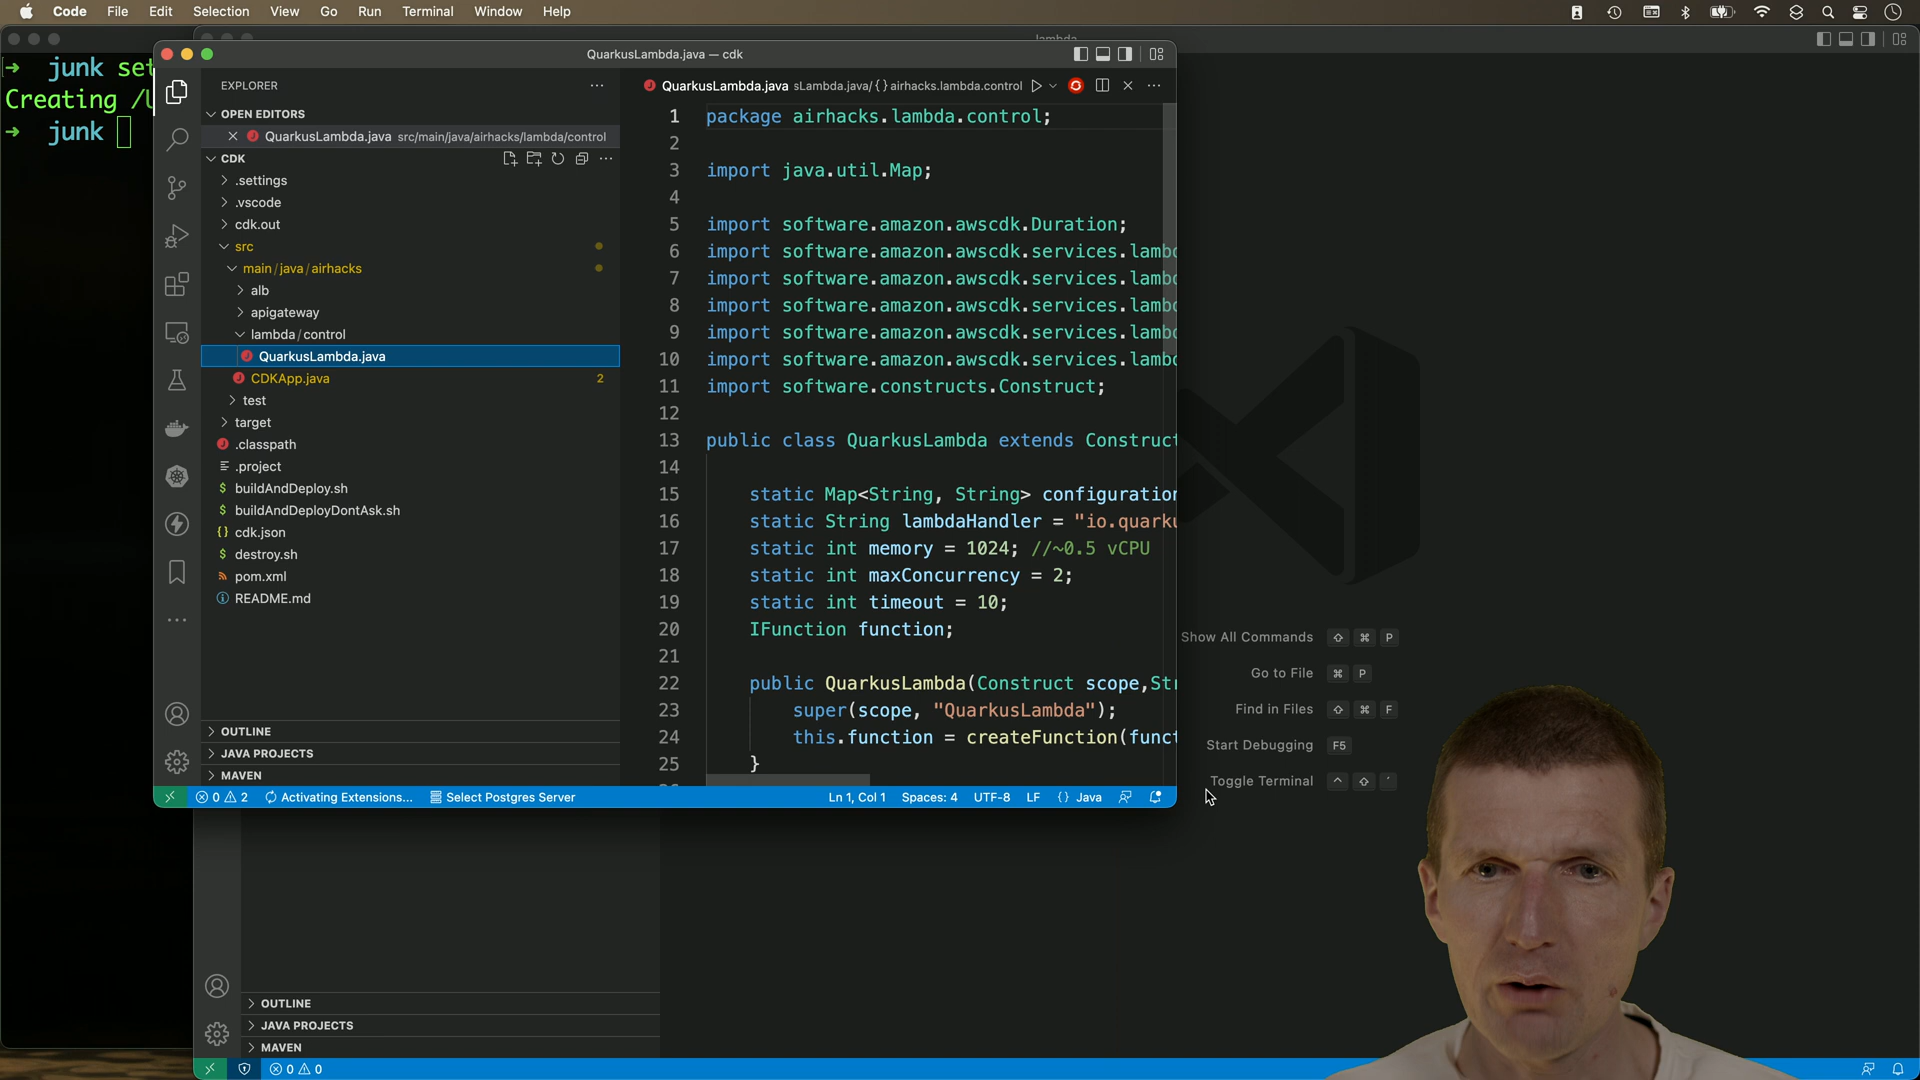 Code File Edit Selection View Go Run Terminal Window Help
junk set
Creating /
junk
QuarkusLambda.java — cdk
EXPLORER
OPEN EDITORS
QuarkusLambda.java src/main/java/airhacks/lambda/control
CDK
.settings
.vscode
cdk.out
src
main/java/airhacks
alb
apigateway
lambda/control
QuarkusLambda.java
CDKApp.java 2
test
target
.classpath
.project
buildAndDeploy.sh
buildAndDeployDontAsk.sh
cdk.json
destroy.sh
pom.xml
README.md
OUTLINE
JAVA PROJECTS
MAVEN
QuarkusLambda.java sLambda.java/{} airhacks.lambda.control
1 package airhacks.lambda.control;
2
3 import java.util.Map;
4
5 import software.amazon.awscdk.Duration;
6 import software.amazon.awscdk.services.lambd
7 import software.amazon.awscdk.services.lambd
8 import software.amazon.awscdk.services.lambd
9 import software.amazon.awscdk.services.lambd
10 import software.amazon.awscdk.services.lambd
11 import software.constructs.Construct;
12
13 public class QuarkusLambda extends Construct
14
15 static Map<String, String> configuration
16 static String lambdaHandler = "io.quarku
17 static int memory = 1024; //~0.5 vCPU
18 static int maxConcurrency = 2;
19 static int timeout = 10;
20 IFunction function;
21
22 public QuarkusLambda(Construct scope,Str
23 super(scope, "QuarkusLambda");
24 this.function = createFunction(funct
25 }
0 2 Activating Extensions... Select Postgres Server Ln 1, Col 1 Spaces: 4 UTF-8 LF {} Java
Show All Commands ⇧ ⌘ P
Go to File ⌘ P
Find in Files ⇧ ⌘ F
Start Debugging F5
Toggle Terminal ^ ⇧ ´
OUTLINE
JAVA PROJECTS
MAVEN
0 0